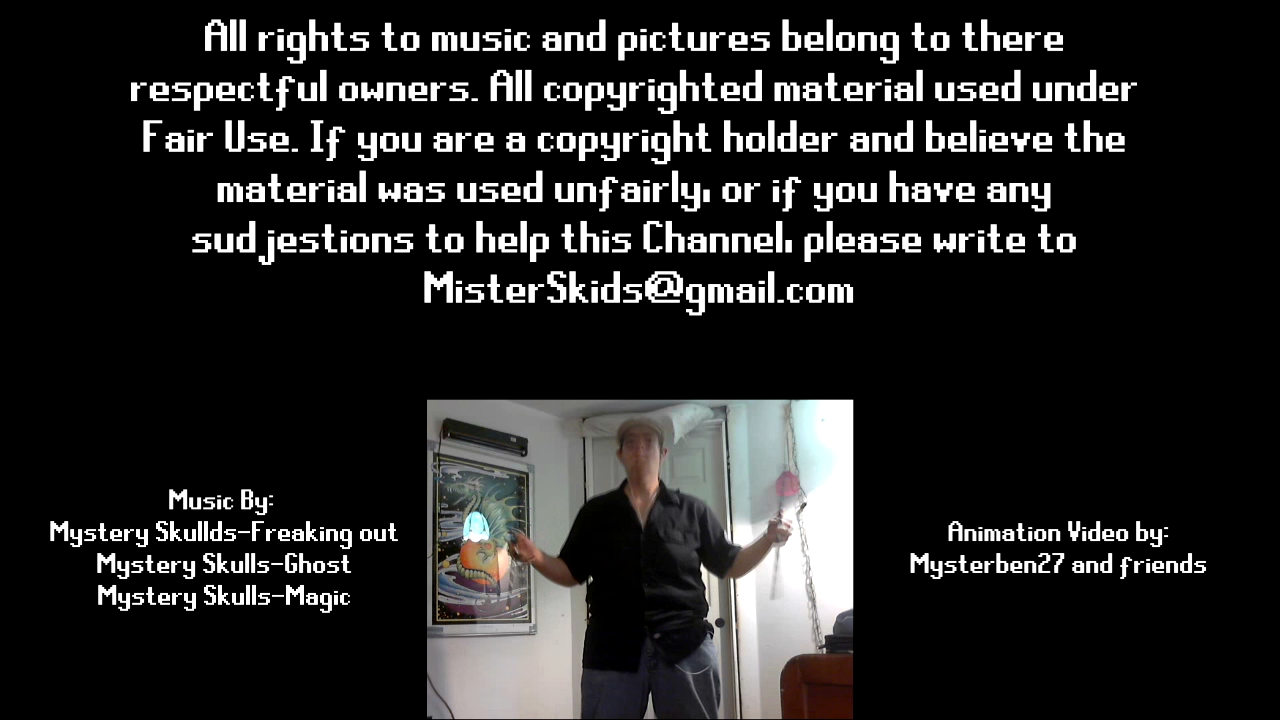 All rights to music and pictures belong to there
respectful owners. All copyrighted material used under
Fair Use. If you are a copyright holder and believe the
material was used unfairly, or if you have any
sudjestions to help this Channel, please write to
MisterSkids@gmail.com
Music By:
Mystery Skullds-Freaking out
Mystery Skulls-Ghost
Mystery Skulls-Magic
Animation Video by:
Mysterben27 and friends